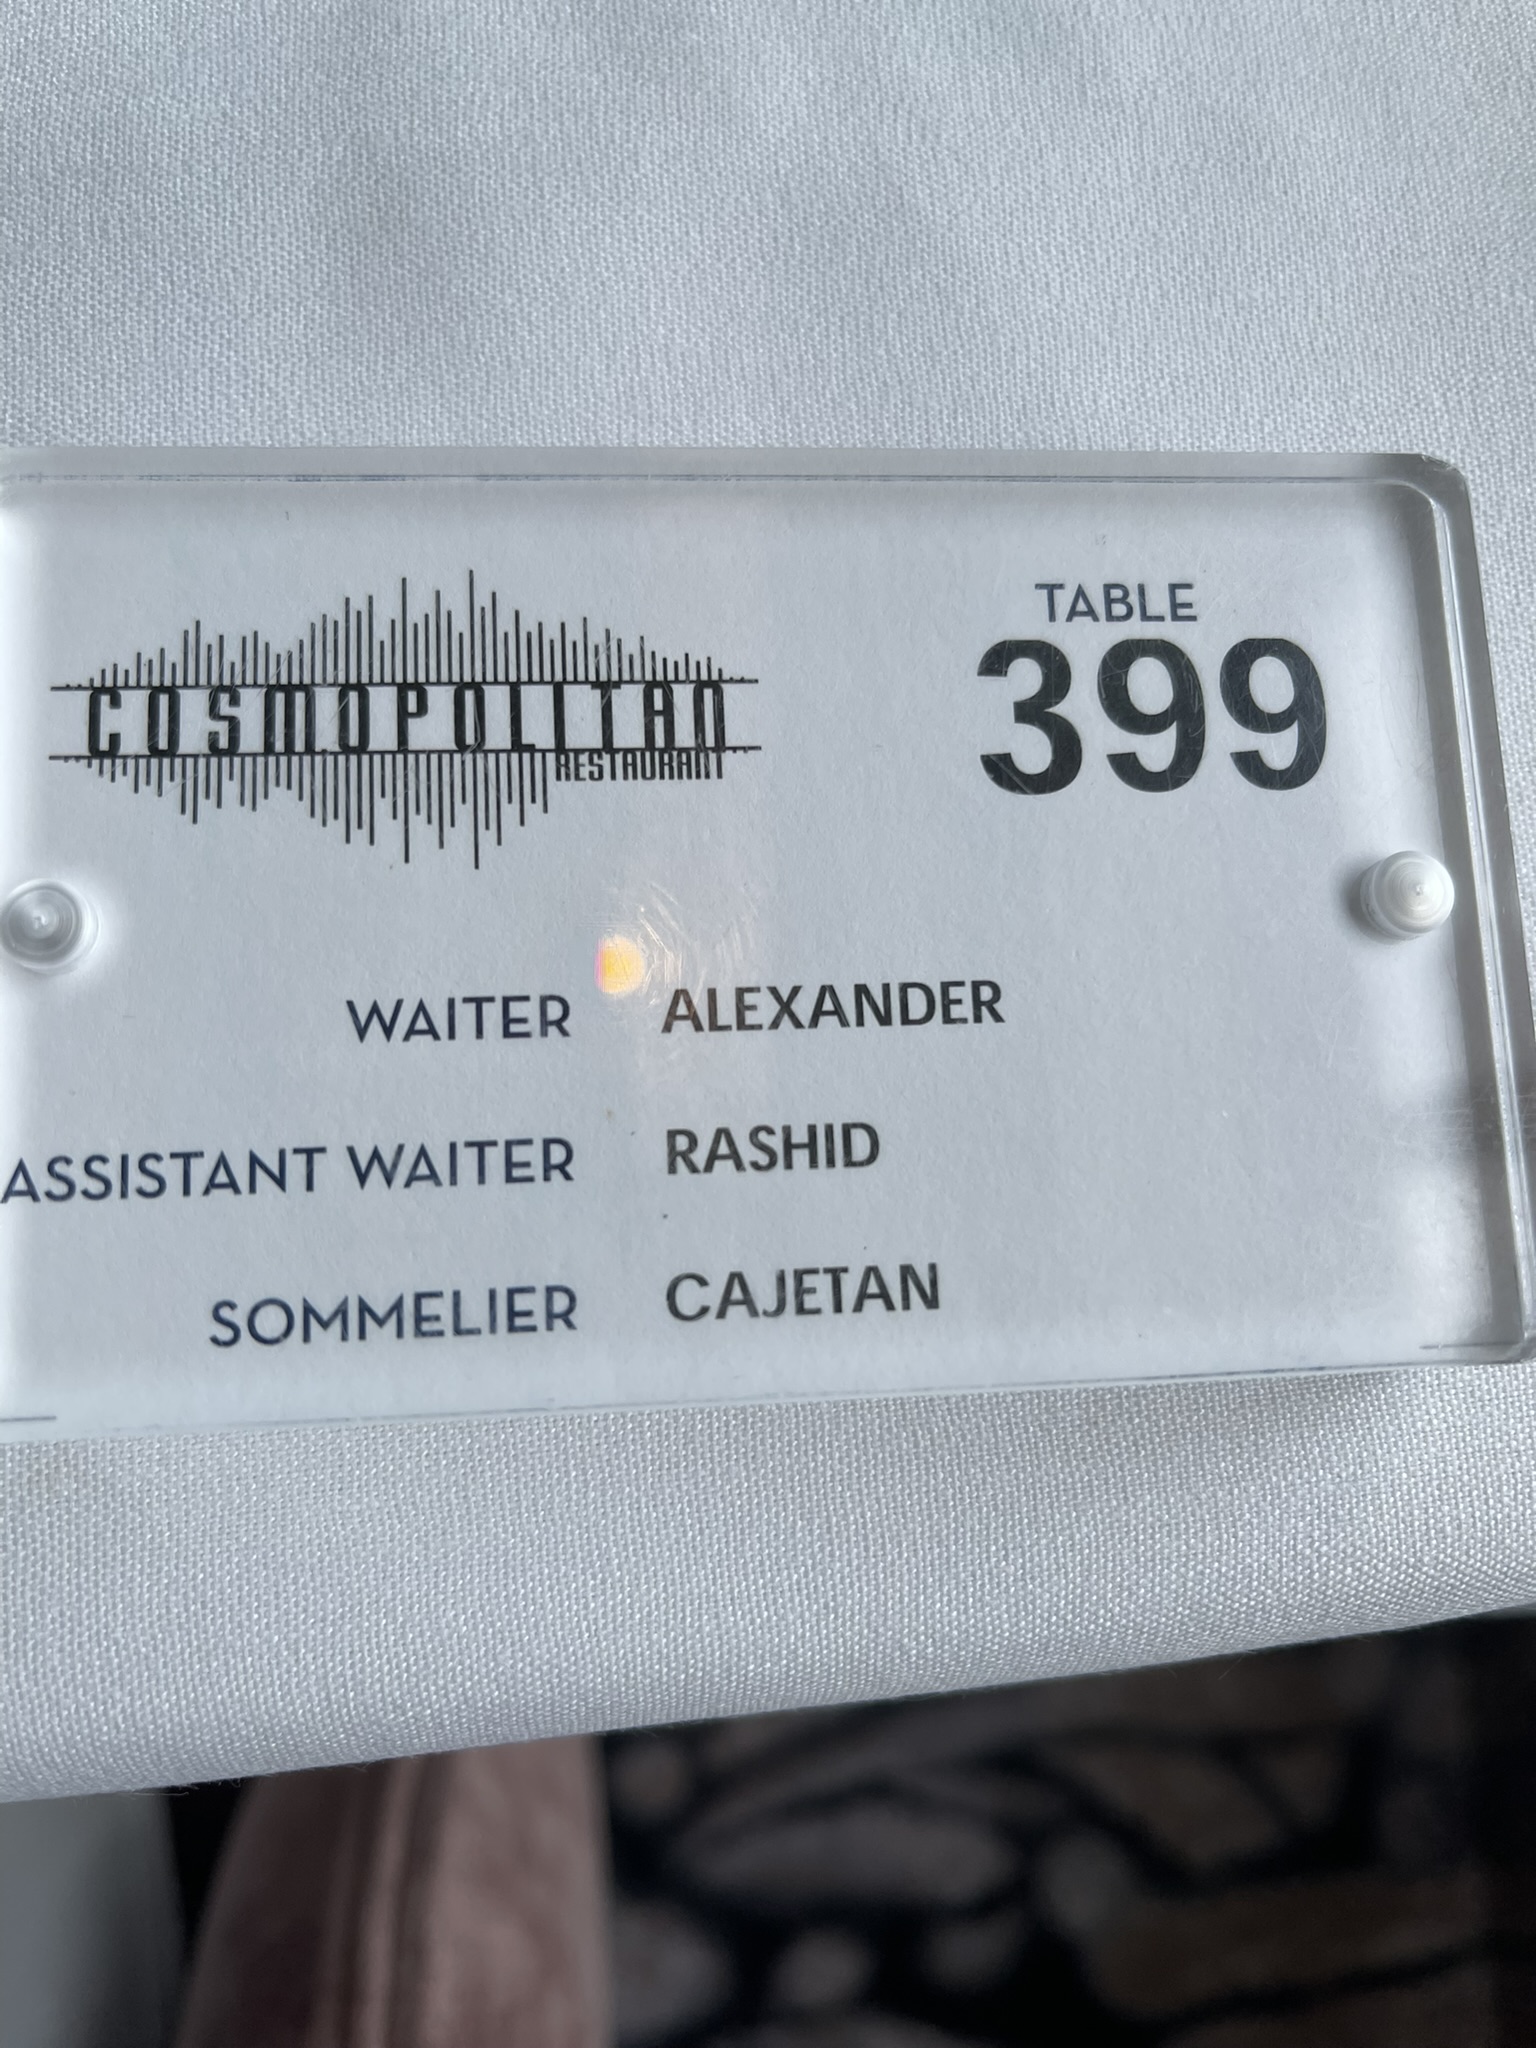 TABLE
399
COSMOPOLITAN
RESTAURANT
WAITER ALEXANDER
ASSISTANT WAITER RASHID
SOMMELIER CAJETAN